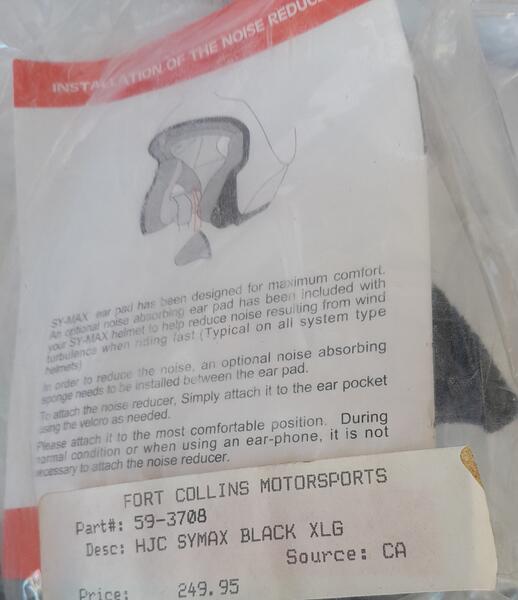 INSTALLATION OF THE NOISE REDUC
SY-MAX ear pad has been designed for maximum comfort.
An optional noise absorbing ear pad has been included with
your SY-MAX helmet to help reduce noise resulting from wind
turbulence when riding fast (Typical on all system type
helmets)
In order to reduce the noise, an optional noise absorbing
sponge needs to be installed between the ear pad.
To attach the noise reducer, Simply attach it to the ear pocket
using the velcro as needed.
Please attach it to the most comfortable position. During
normal condition or when using an ear-phone, it is not
necessary to attach the noise reducer.
FORT COLLINS MOTORSPORTS
Part#: 59-3708
Desc: HJC SYMAX BLACK XLG
Source: CA
Price: 249.95